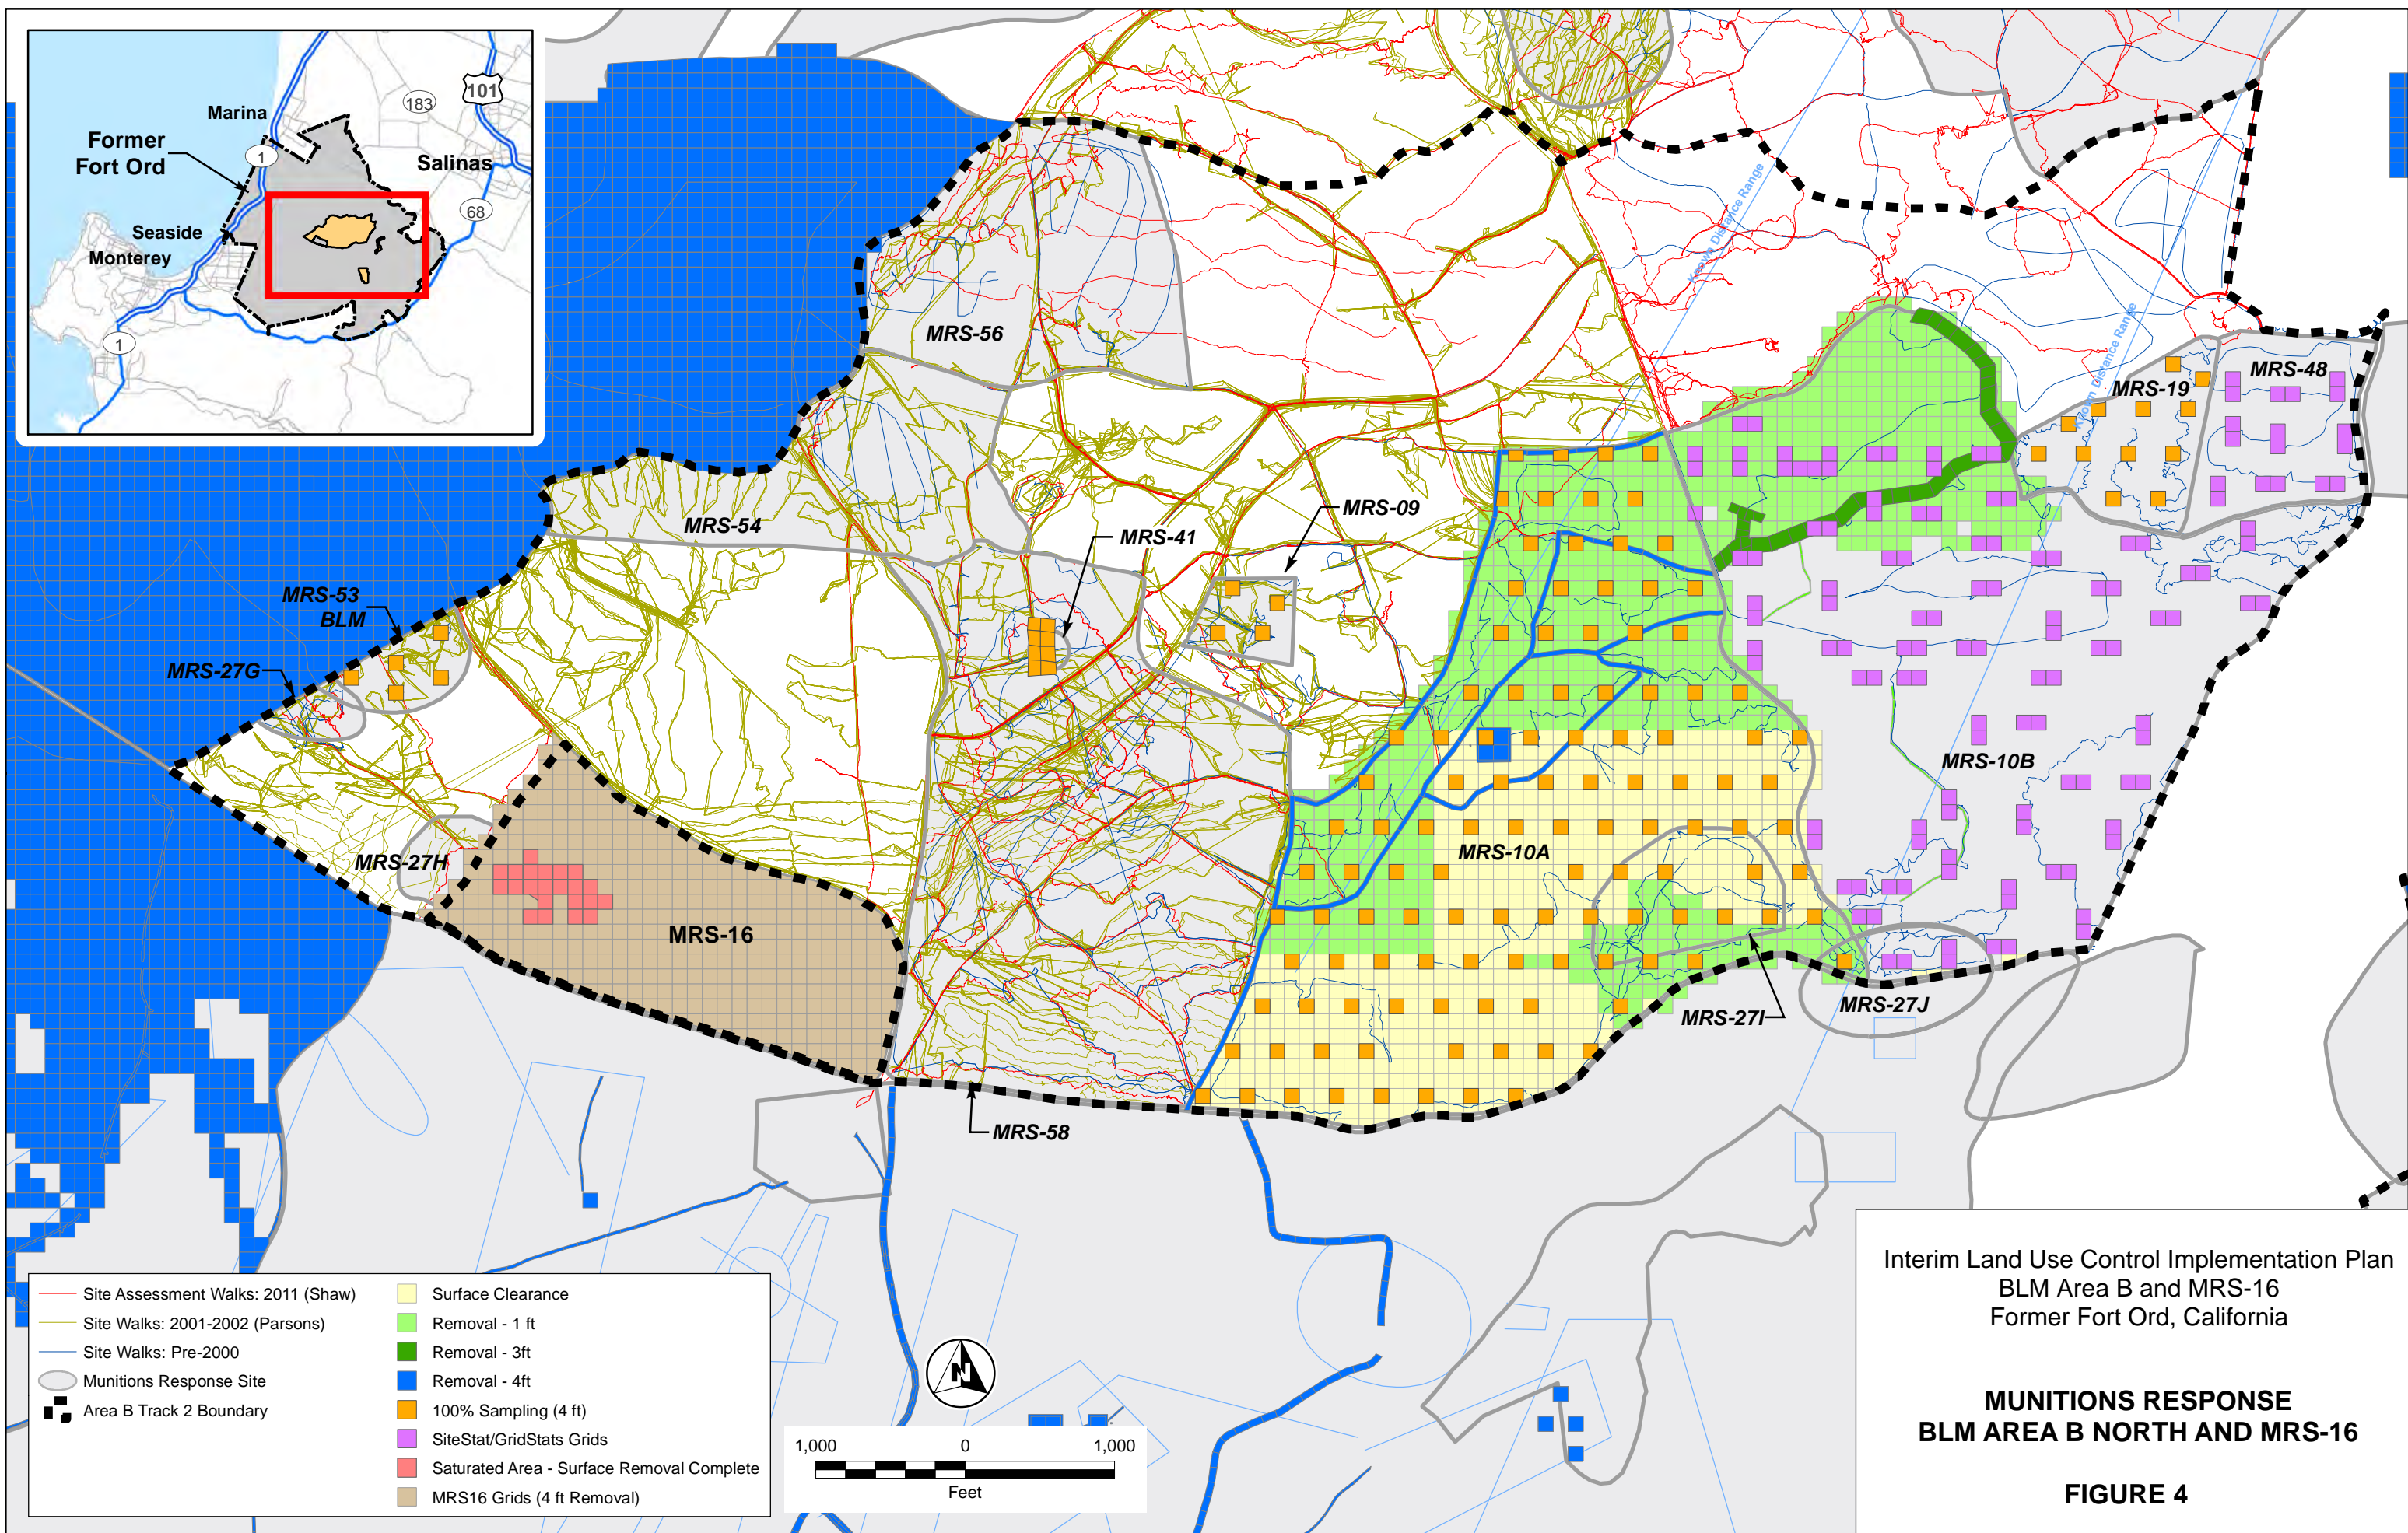 101
183
Marina
Former
Fort Ord
1
Salinas
68
Seaside
Monterey
1
Known Distance Range
Known Distance Range
MRS-56
MRS-48
MRS-19
MRS-09
MRS-54
MRS-41
MRS-53
BLM
MRS-27G
MRS-10B
MRS-10A
MRS-27H
MRS-16
MRS-27J
MRS-27I
MRS-58
Site Assessment Walks: 2011 (Shaw)
Site Walks: 2001-2002 (Parsons)
Site Walks: Pre-2000
Munitions Response Site
Area B Track 2 Boundary
Surface Clearance
Removal - 1 ft
Removal - 3ft
Removal - 4ft
100% Sampling (4 ft)
SiteStat/GridStats Grids
Saturated Area - Surface Removal Complete
MRS16 Grids (4 ft Removal)
N
1,000 0 1,000
Feet
Interim Land Use Control Implementation Plan
BLM Area B and MRS-16
Former Fort Ord, California
MUNITIONS RESPONSE
BLM AREA B NORTH AND MRS-16
FIGURE 4